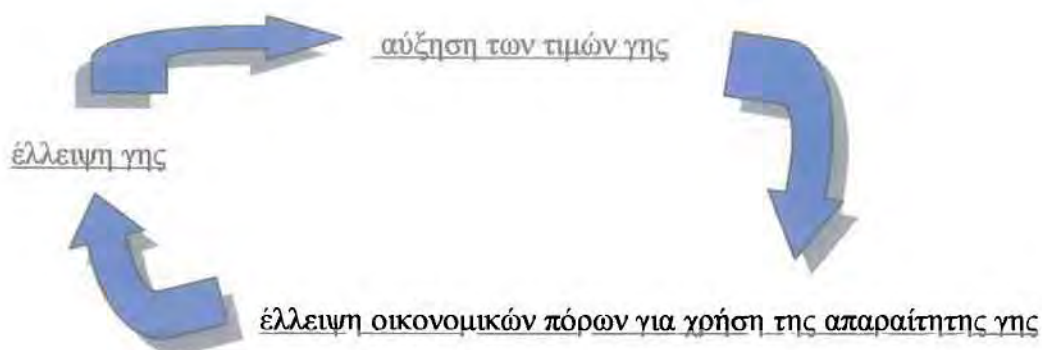 αύξηση των τιμών γης
έλλειψη γης
έλλειψη οικονομικών πόρων για χρήση της απαραίτητης γης